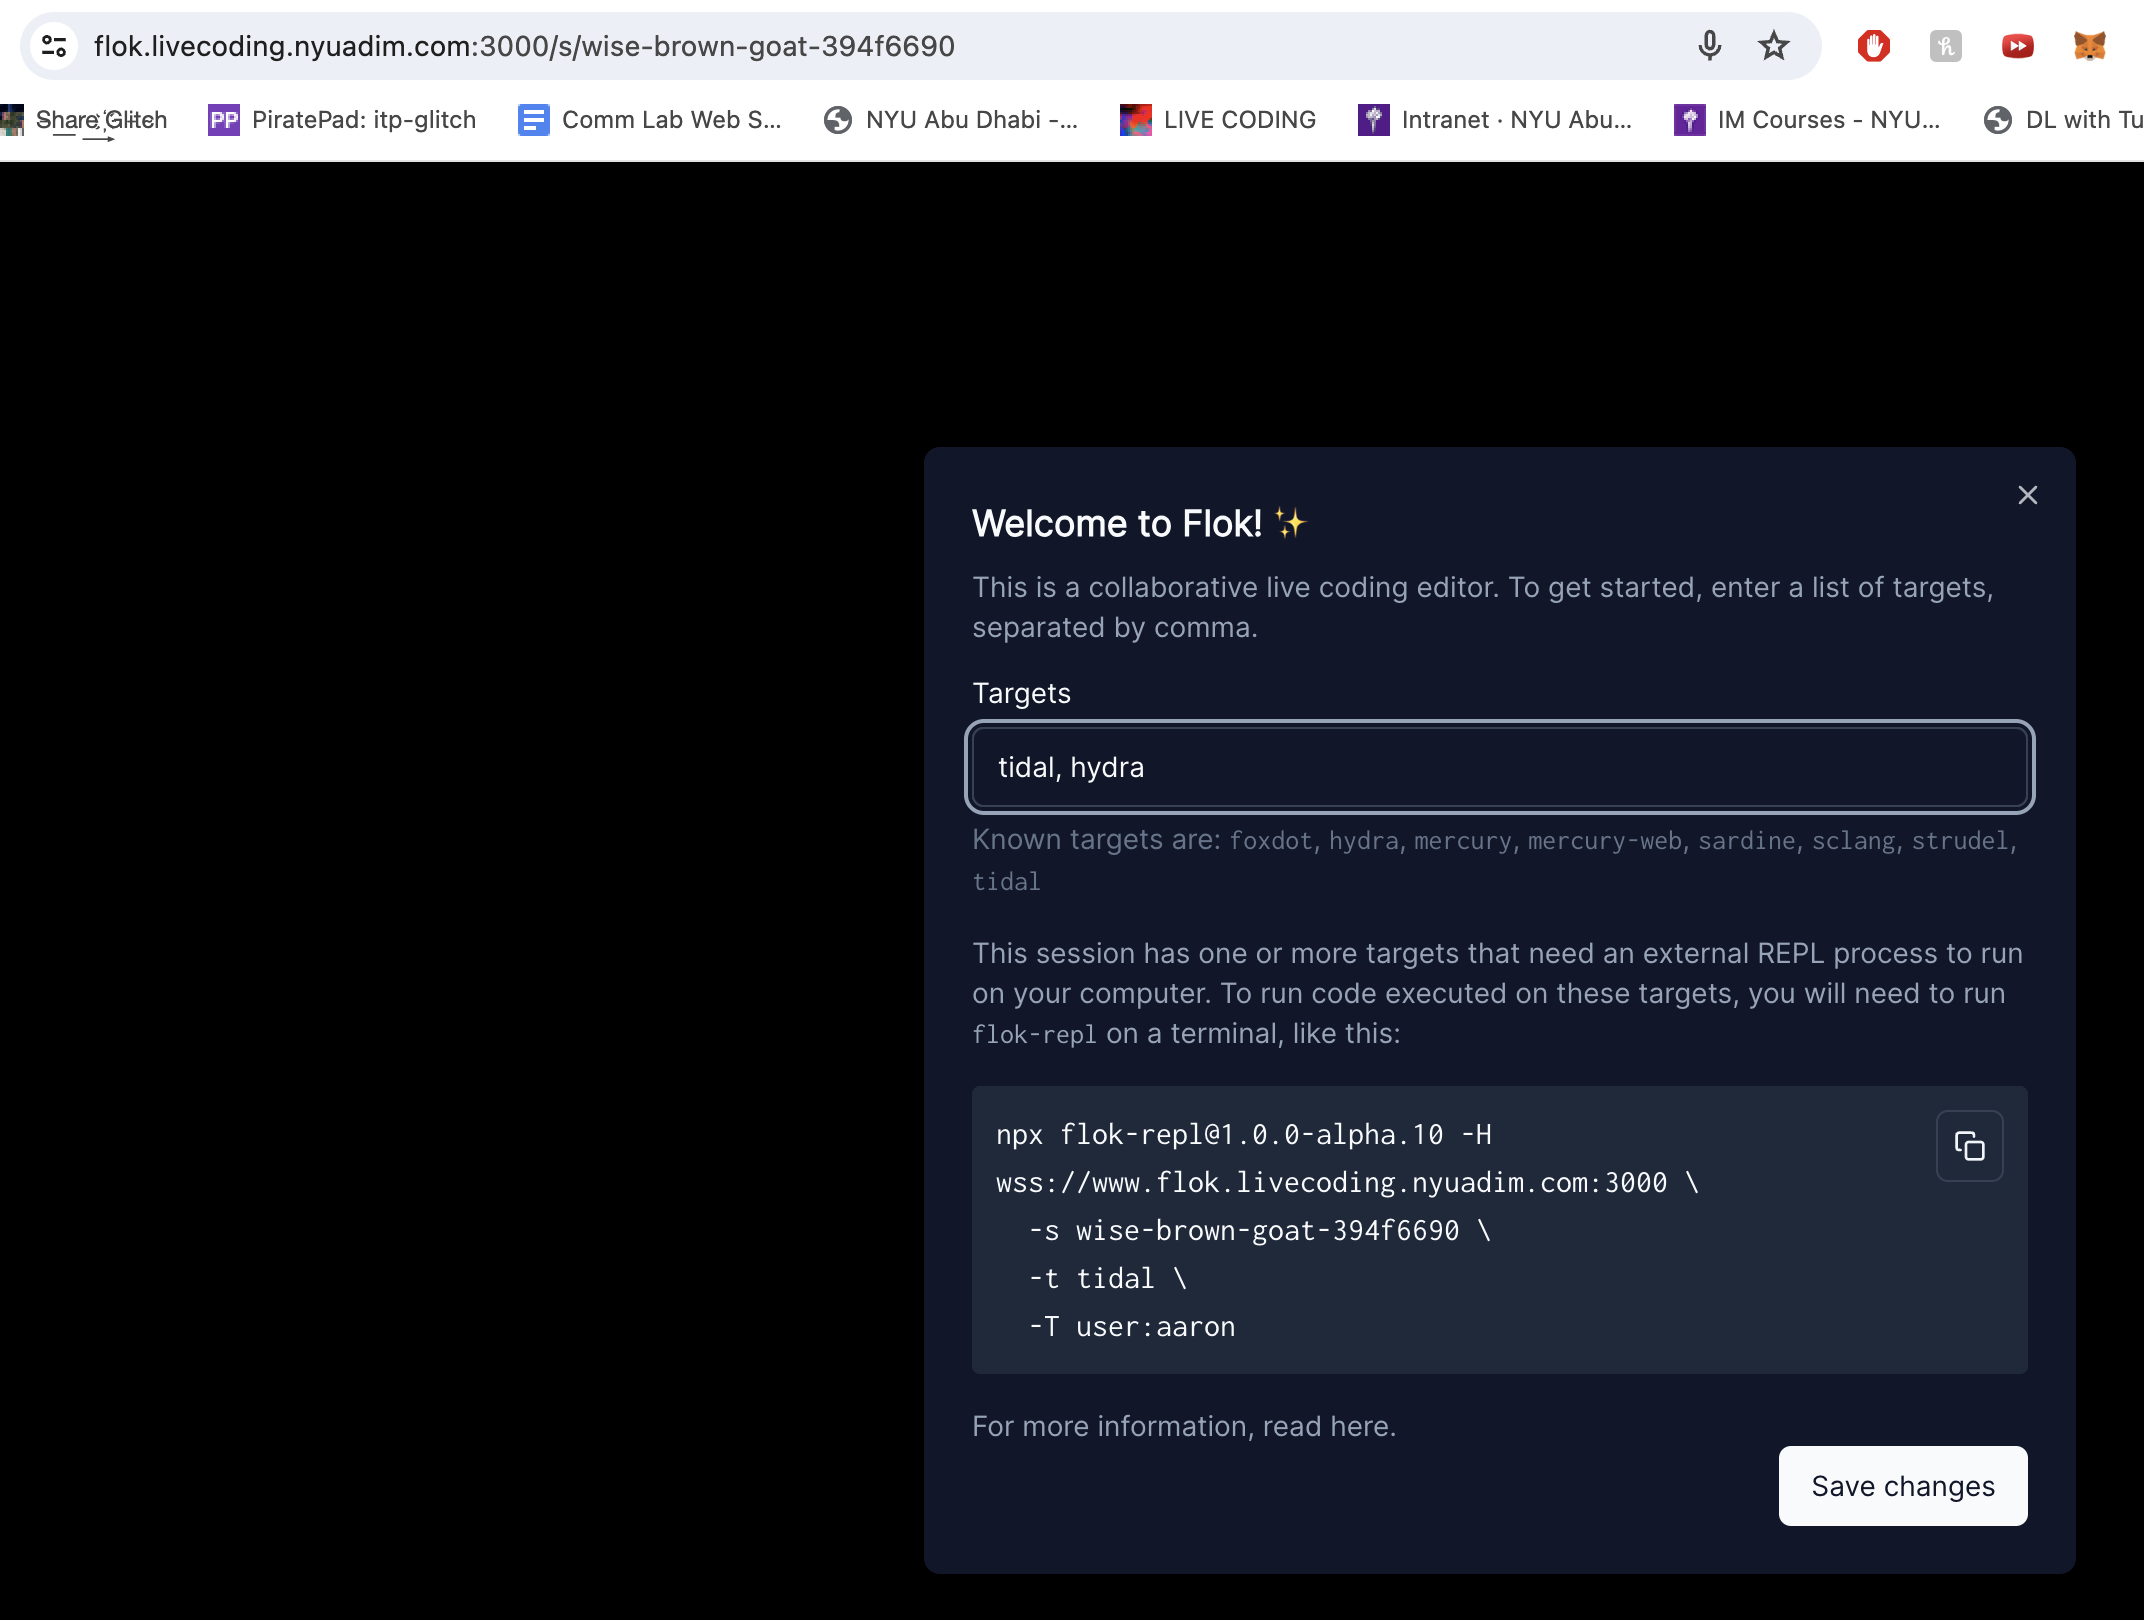 flok.livecoding.nyuadim.com:3000/s/wise-brown-goat-394f6690
Share Glitch PP PiratePad: itp-glitch Comm Lab Web S... NYU Abu Dhabi -... LIVE CODING Intranet · NYU Abu... IM Courses - NYU... DL with Tu
Welcome to Flok! ✨
This is a collaborative live coding editor. To get started, enter a list of targets,
separated by comma.
Targets
tidal, hydra
Known targets are: foxdot, hydra, mercury, mercury-web, sardine, sclang, strudel,
tidal
This session has one or more targets that need an external REPL process to run
on your computer. To run code executed on these targets, you will need to run
flok-repl on a terminal, like this:
npx flok-repl@1.0.0-alpha.10 -H
wss://www.flok.livecoding.nyuadim.com:3000 \
-s wise-brown-goat-394f6690 \
-t tidal \
-T user:aaron
For more information, read here.
Save changes